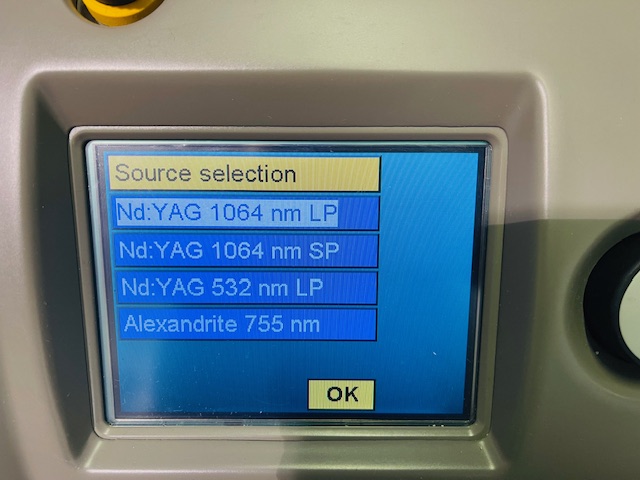 Source selection
Nd:YAG 1064 nm LP
Nd:YAG 1064 nm SP
Nd:YAG 532 nm LP
Alexandrite 755 nm
OK